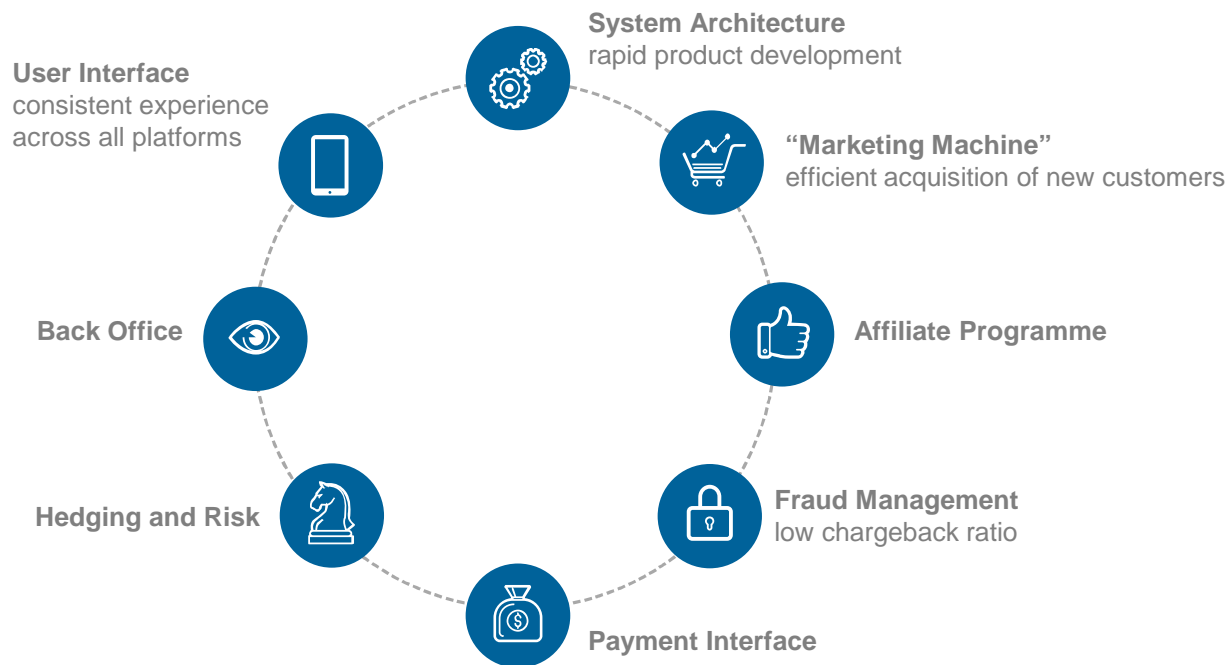 System Architecture
rapid product development
User Interface
consistent experience
across all platforms
“Marketing Machine”
efficient acquisition of new customers
Back Office
Affiliate Programme
Fraud Management
low chargeback ratio
Hedging and Risk
$
Payment Interface